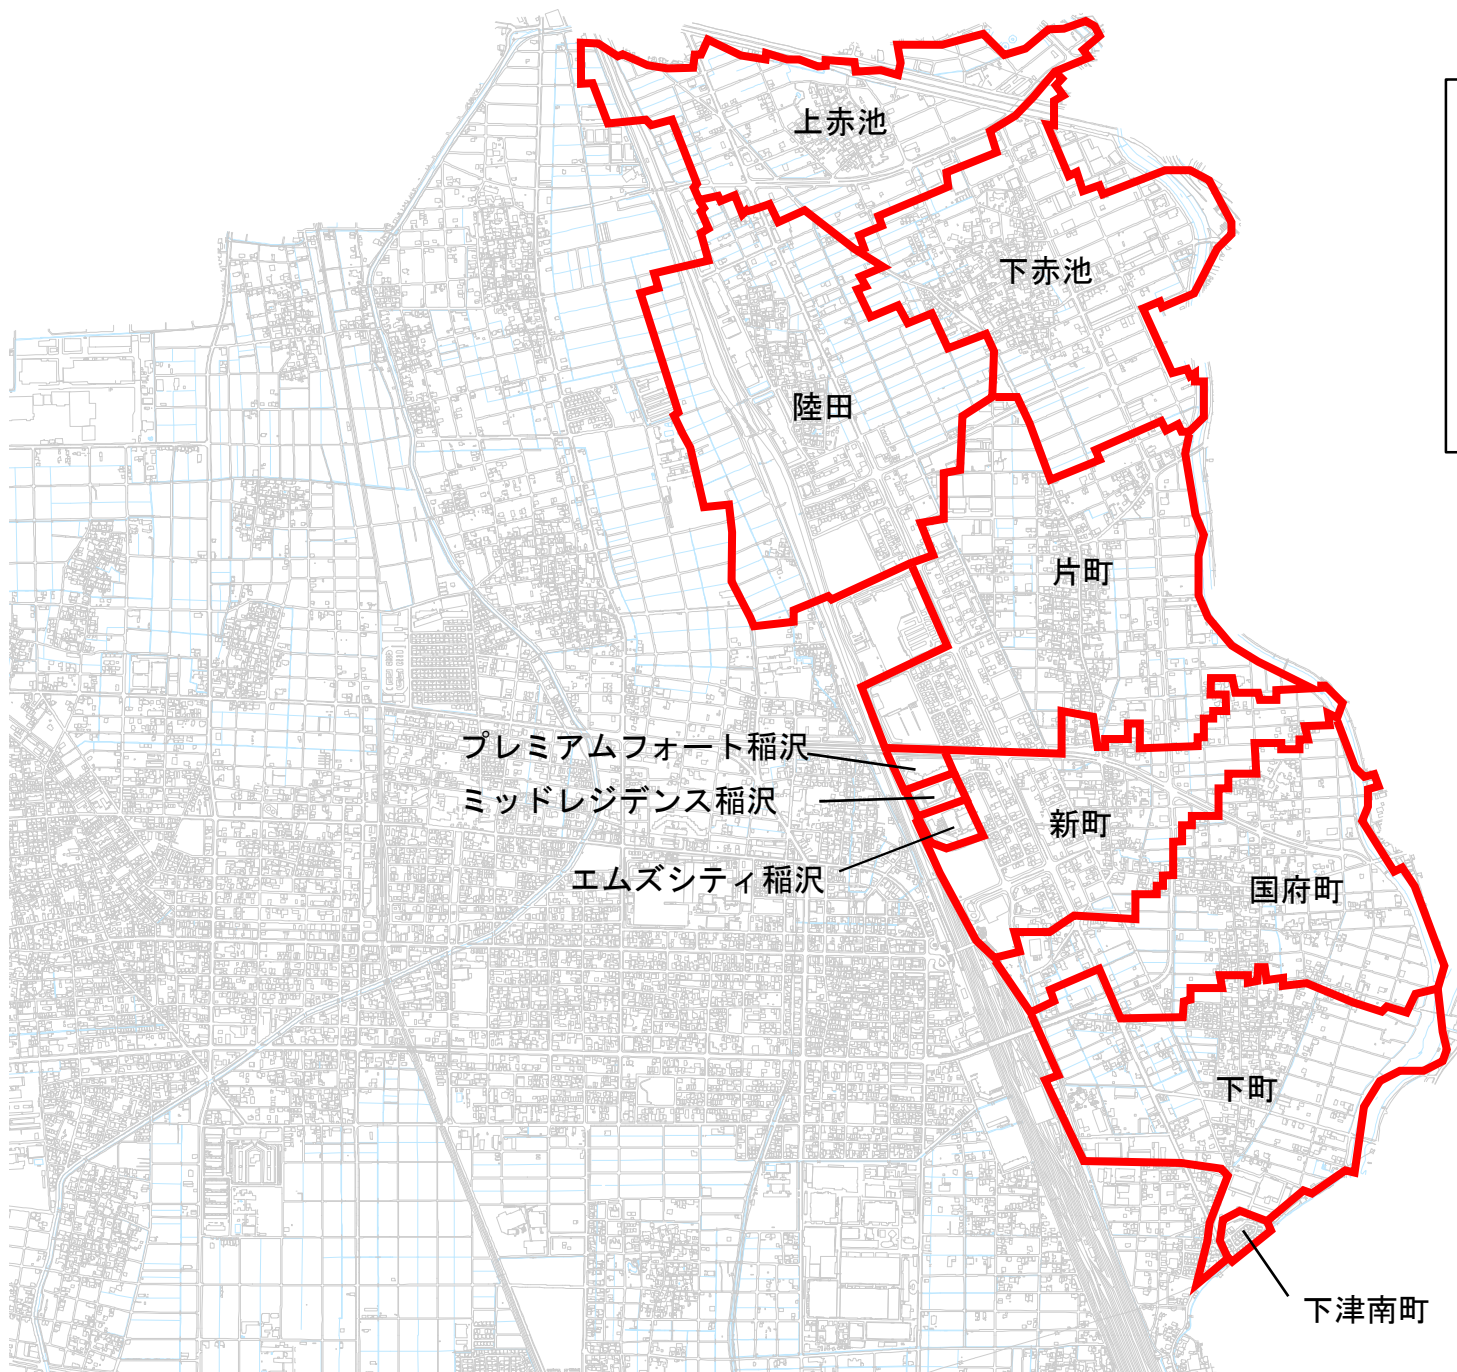 上赤池
下赤池
陸田
片町
プレミアムフォート稲沢
ミッドレジデンス稲沢
新町
エムズシティ稲沢
国府町
下町
下津南町